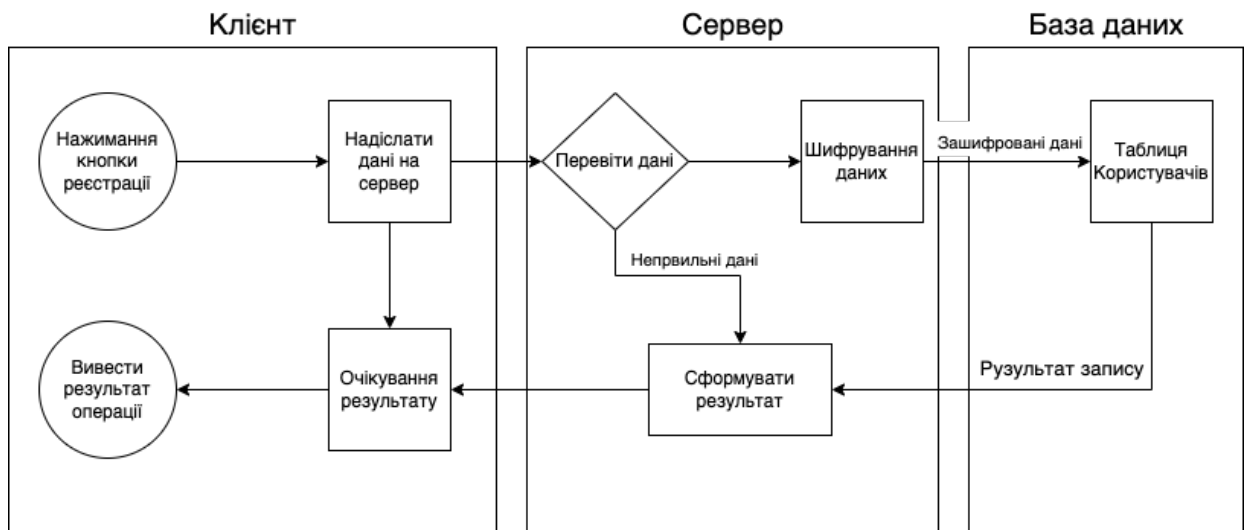 Клієнт
Сервер
База даних
Нажимання
кнопки
реєстрації
Надіслати
дані на
сервер
Перевіти дані
Шифрування
даних
Зашифровані дані
Таблиця
Користувачів
Непрвильні дані
Вивести
результат
операції
Очікування
результату
Сформувати
результат
Рузультат запису